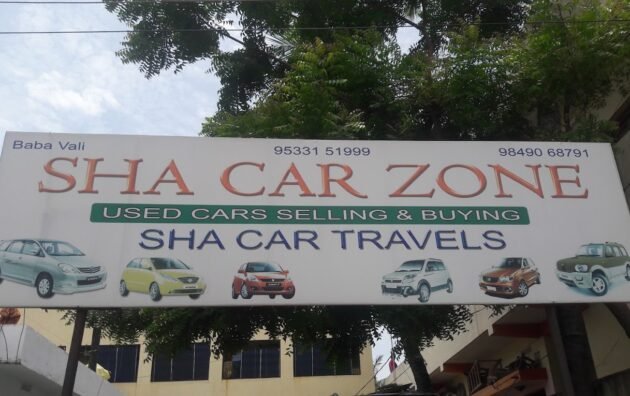 Baba Vali 95331 51999 98490 68791
SHA CAR ZONE
USED CARS SELLING & BUYING
SHA CAR TRAVELS